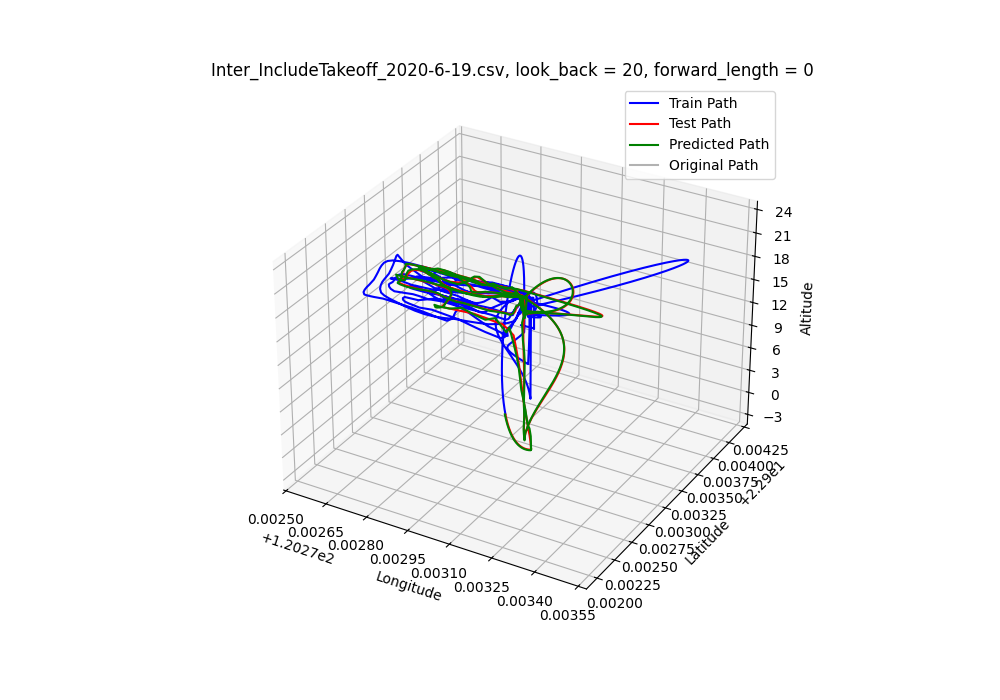 Inter_IncludeTakeoff_2020-6-19.csv, look_back = 20, forward_length = 0
Train Path
Test Path
Predicted Path
Original Path
24
21
18
15
12
9
6
3
0
−3
Altitude
0.00425
0.00400
0.00375
0.00350
0.00325
0.00300
0.00275
0.00250
0.00225
0.00200
+2.29e1
Latitude
0.00250
0.00265
0.00280
0.00295
0.00310
0.00325
0.00340
0.00355
+1.2027e2
Longitude